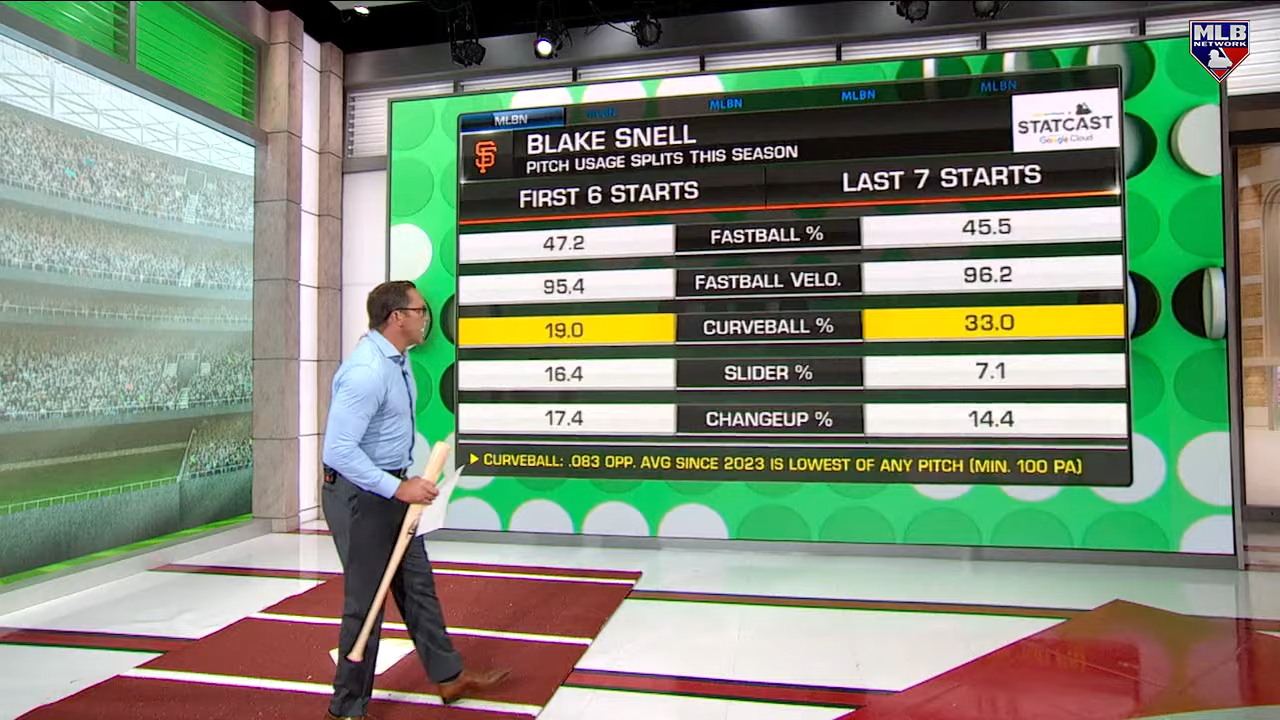 MLB
NETWORK
MLBN
MLBN
MLBN
MLBN
BLAKE SNELL
PITCH USAGE SPLITS THIS SEASON
STATCAST
Google Cloud
FIRST 6 STARTS
LAST 7 STARTS
47.2 FASTBALL % 45.5
95.4 FASTBALL VELO. 96.2
19.0 CURVEBALL % 33.0
16.4 SLIDER % 7.1
17.4 CHANGEUP % 14.4
CURVEBALL: .083 OPP. AVG SINCE 2023 IS LOWEST OF ANY PITCH (MIN. 100 PA)